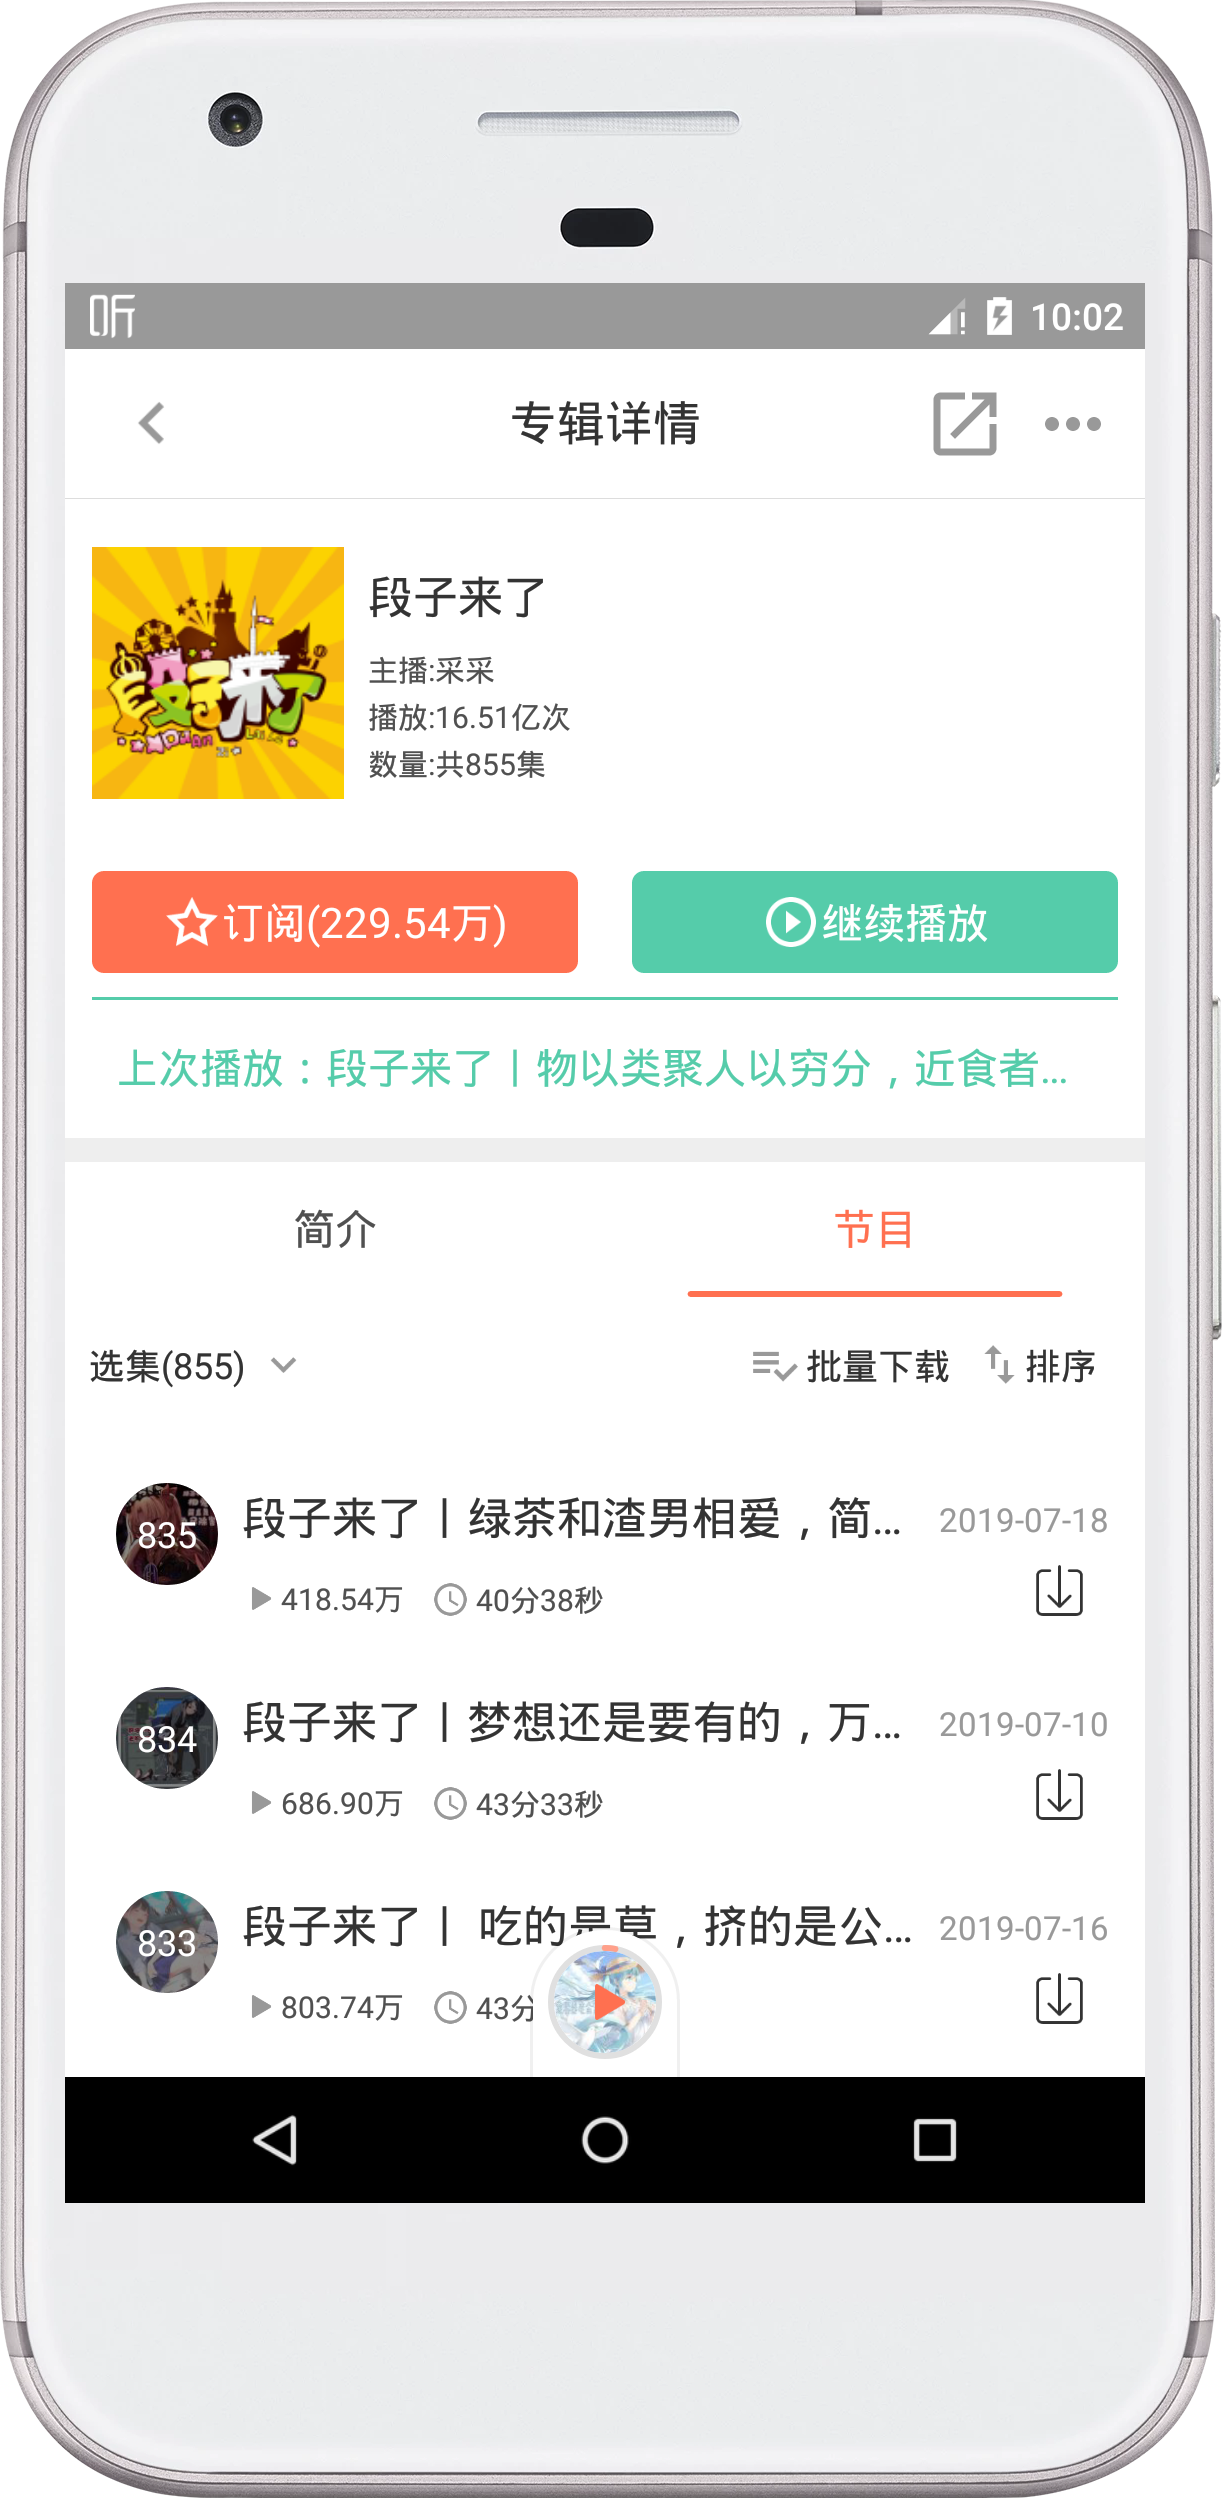 听
10:02
专辑详情
段子来了
段子来了
主播:采采
播放:16.51亿次
数量:共855集
订阅(229.54万)
继续播放
上次播放：段子来了丨物以类聚人以穷分，近食者...
简介
节目
选集(855)
批量下载
排序
835
段子来了丨绿茶和渣男相爱，简...
2019-07-18
418.54万
40分38秒
834
段子来了丨梦想还是要有的，万...
2019-07-10
686.90万
43分33秒
833
段子来了丨 吃的是草，挤的是公...
2019-07-16
803.74万
43分